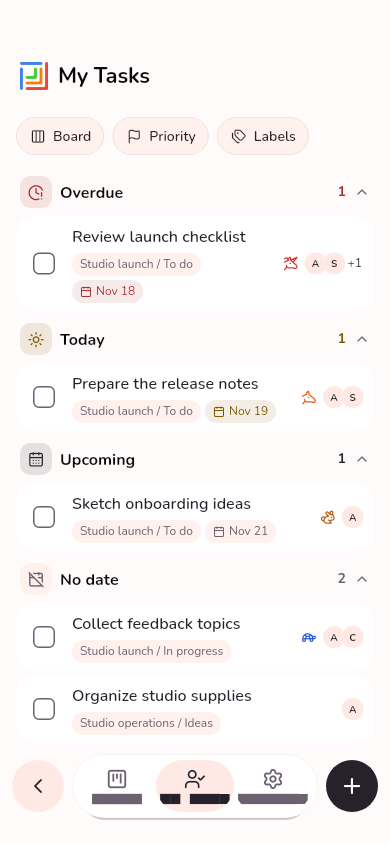 My Tasks
Board Priority Labels
Overdue 1
Review launch checklist
Studio launch / To do
A S +1
Nov 18
Today 1
Prepare the release notes
Studio launch / To do Nov 19
A S
Upcoming 1
Sketch onboarding ideas
Studio launch / To do Nov 21
A
No date 2
Collect feedback topics
Studio launch / In progress
A C
Organize studio supplies
Studio operations / Ideas
A